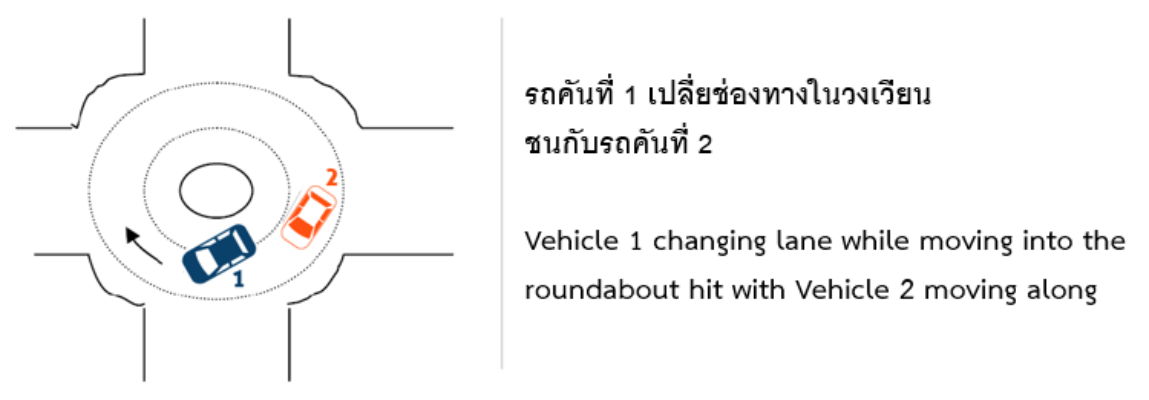 2
1
รถคันที่ 1 เปลี่ยช่องทางในวงเวียน
ชนกับรถคันที่ 2
Vehicle 1 changing lane while moving into the
roundabout hit with Vehicle 2 moving along